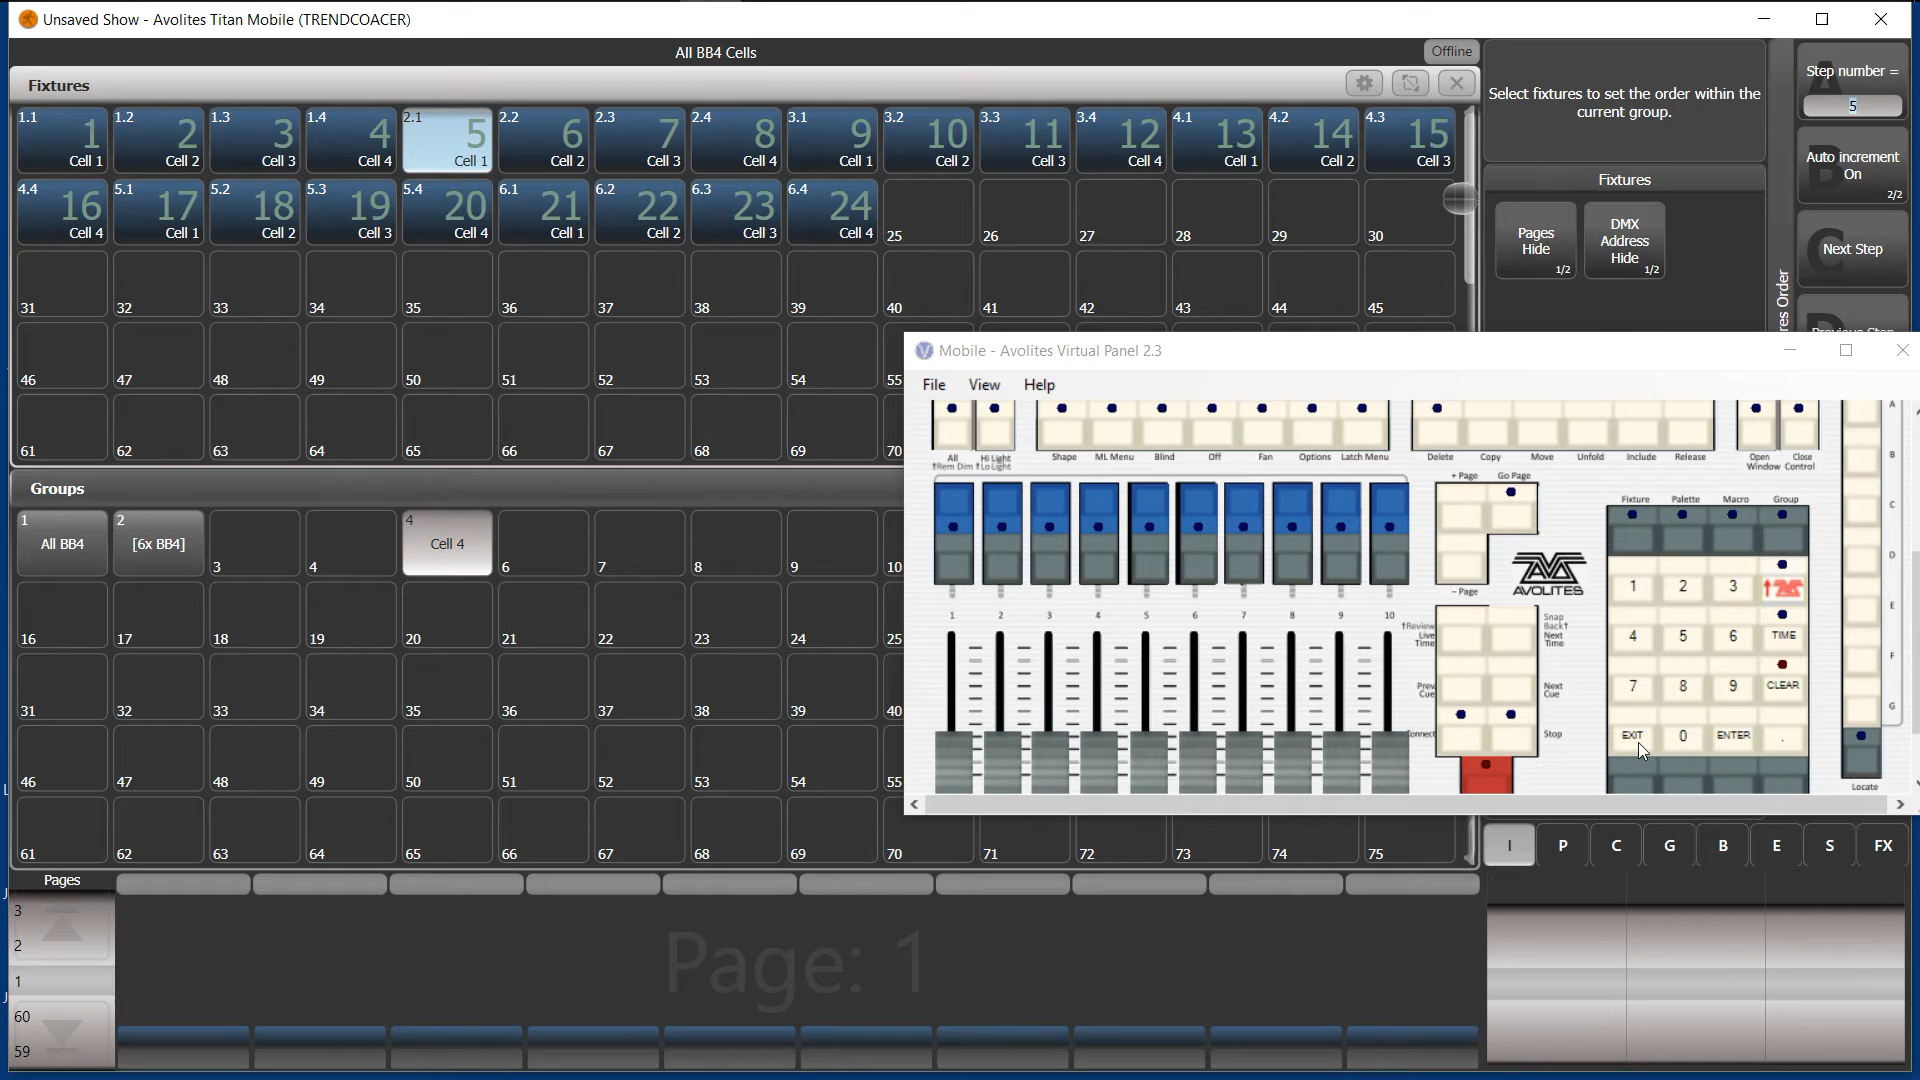 Unsaved Show - Avolites Titan Mobile (TRENDCOACER)
All BB4 Cells
Offline
Fixtures
1.1 1 Cell 1
1.2 2 Cell 2
1.3 3 Cell 3
1.4 4 Cell 4
2.1 5 Cell 1
2.2 6 Cell 2
2.3 7 Cell 3
2.4 8 Cell 4
3.1 9 Cell 1
3.2 10 Cell 2
3.3 11 Cell 3
3.4 12 Cell 4
4.1 13 Cell 1
4.2 14 Cell 2
4.3 15 Cell 3
4.4 16 Cell 4
5.1 17 Cell 1
5.2 18 Cell 2
5.3 19 Cell 3
5.4 20 Cell 4
6.1 21 Cell 1
6.2 22 Cell 2
6.3 23 Cell 3
6.4 24 Cell 4
25 26 27 28 29 30
31 32 33 34 35 36 37 38 39 40 41 42 43 44 45
46 47 48 49 50 51 52 53 54 55
61 62 63 64 65 66 67 68 69 70
Select fixtures to set the order within the
current group.
Fixtures
Pages
Hide
1/2
DMX
Address
Hide
1/2
A
Step number =
5
B
Auto increment
On
2/2
C
Next Step
Groups
1 All BB4
2 [6x BB4]
3
4
4 Cell 4
6 7 8 9 10
16 17 18 19 20 21 22 23 24 25
31 32 33 34 35 36 37 38 39 40
46 47 48 49 50 51 52 53 54 55
61 62 63 64 65 66 67 68 69 70 71 72 73 74 75
Mobile - Avolites Virtual Panel 2.3
File View Help
All
↑Rem Dim
Hi Light
↑Lo Light
Shape ML Menu Blind Off Fan Options Latch Menu
Delete Copy Move Unfold Include Release
Open
Window
Close
Control
+ Page Go Page
- Page
AVOLITES
1 2 3 4 5 6 7 8 9 10
↑Review
Live
Time
Snap
Back↑
Next
Time
Prev
Cue
Next
Cue
Stop
Fixture Palette Macro Group
1 2 3
4 5 6 TIME
7 8 9 CLEAR
EXIT 0 ENTER .
A
B
C
D
E
F
G
Locate
I P C G B E S FX
Pages
3
2
1
60
59
Page: 1